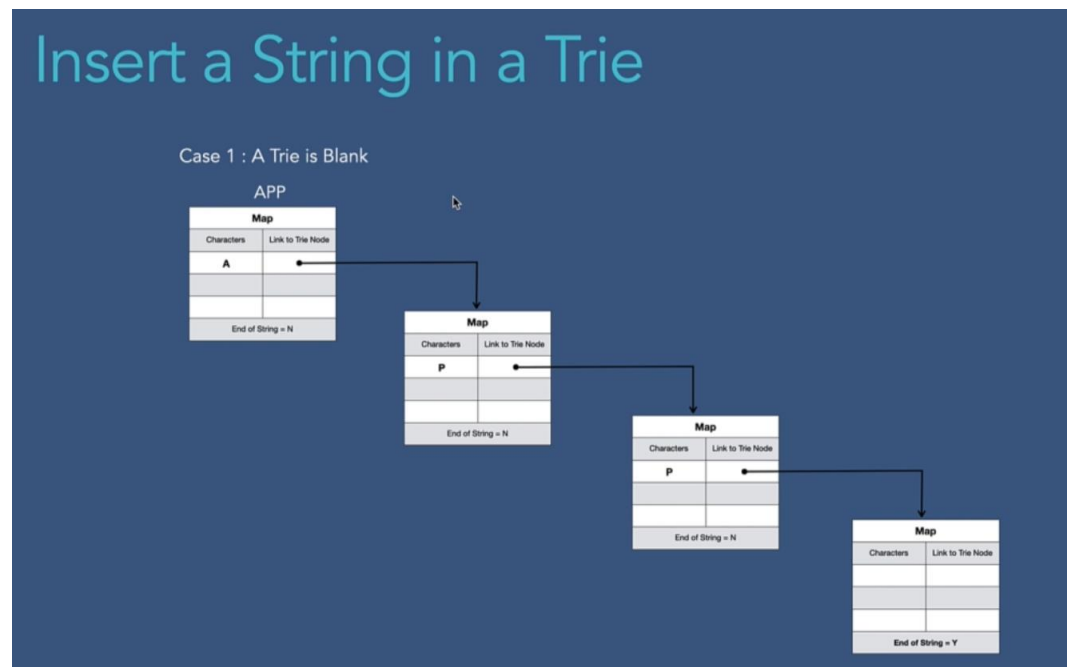 Insert a String in a Trie
Case 1 : A Trie is Blank
APP
Map
Characters Link to Trie Node
A
End of String = N
Map
Characters Link to Trie Node
P
End of String = N
Map
Characters Link to Trie Node
P
End of String = N
Map
Characters Link to Trie Node
End of String = Y